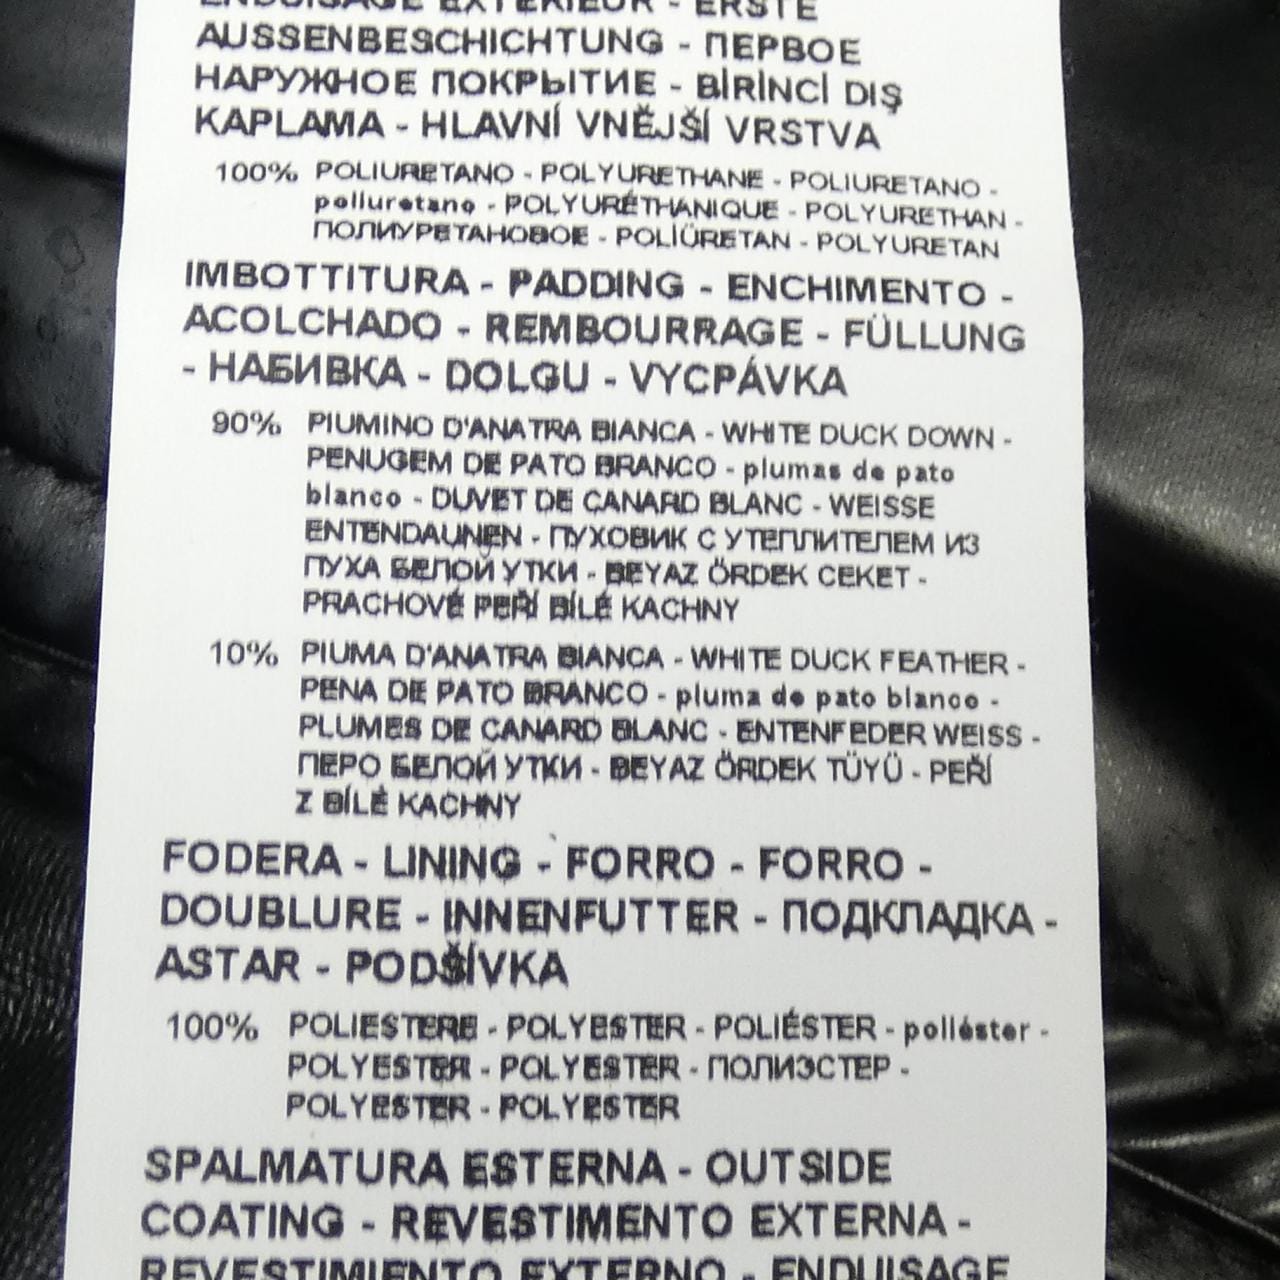 ENDUISAGE EXTÉRIEUR - ERSTE
AUSSENBESCHICHTUNG - ПЕРВОЕ
НАРУЖНОЕ ПОКРЫТИЕ - BİRİNCİ DIŞ
KAPLAMA - HLAVNÍ VNĚJŠÍ VRSTVA
100% POLIURETANO - POLYURETHANE - POLIURETANO -
poliuretano - POLYURÉTHANIQUE - POLYURETHAN -
ПОЛИУРЕТАНОВОЕ - POLİÜRETAN - POLYURETAN
IMBOTTITURA - PADDING - ENCHIMENTO -
ACOLCHADO - REMBOURRAGE - FÜLLUNG
- НАБИВКА - DOLGU - VYCPÁVKA
90% PIUMINO D'ANATRA BIANCA - WHITE DUCK DOWN -
PENUGEM DE PATO BRANCO - plumas de pato
blanco - DUVET DE CANARD BLANC - WEISSE
ENTENDAUNEN - ПУХОВИК С УТЕПЛИТЕЛЕМ ИЗ
ПУХА БЕЛОЙ УТКИ - BEYAZ ÖRDEK CEKET -
PRACHOVÉ PEŘÍ BÍLÉ KACHNY
10% PIUMA D'ANATRA BIANCA - WHITE DUCK FEATHER -
PENA DE PATO BRANCO - pluma de pato blanco -
PLUMES DE CANARD BLANC - ENTENFEDER WEISS -
ПЕРО БЕЛОЙ УТКИ - BEYAZ ÖRDEK TÜYÜ - PEŘÍ
Z BÍLÉ KACHNY
FODERA - LINING - FORRO - FORRO -
DOUBLURE - INNENFUTTER - ПОДКЛАДКА -
ASTAR - PODŠÍVKA
100% POLIESTERE - POLYESTER - POLIÉSTER - poliéster -
POLYESTER - POLYESTER - ПОЛИЭСТЕР -
POLYESTER - POLYESTER
SPALMATURA ESTERNA - OUTSIDE
COATING - REVESTIMENTO EXTERNA -
REVESTIMIENTO EXTERNO - ENDUISAGE